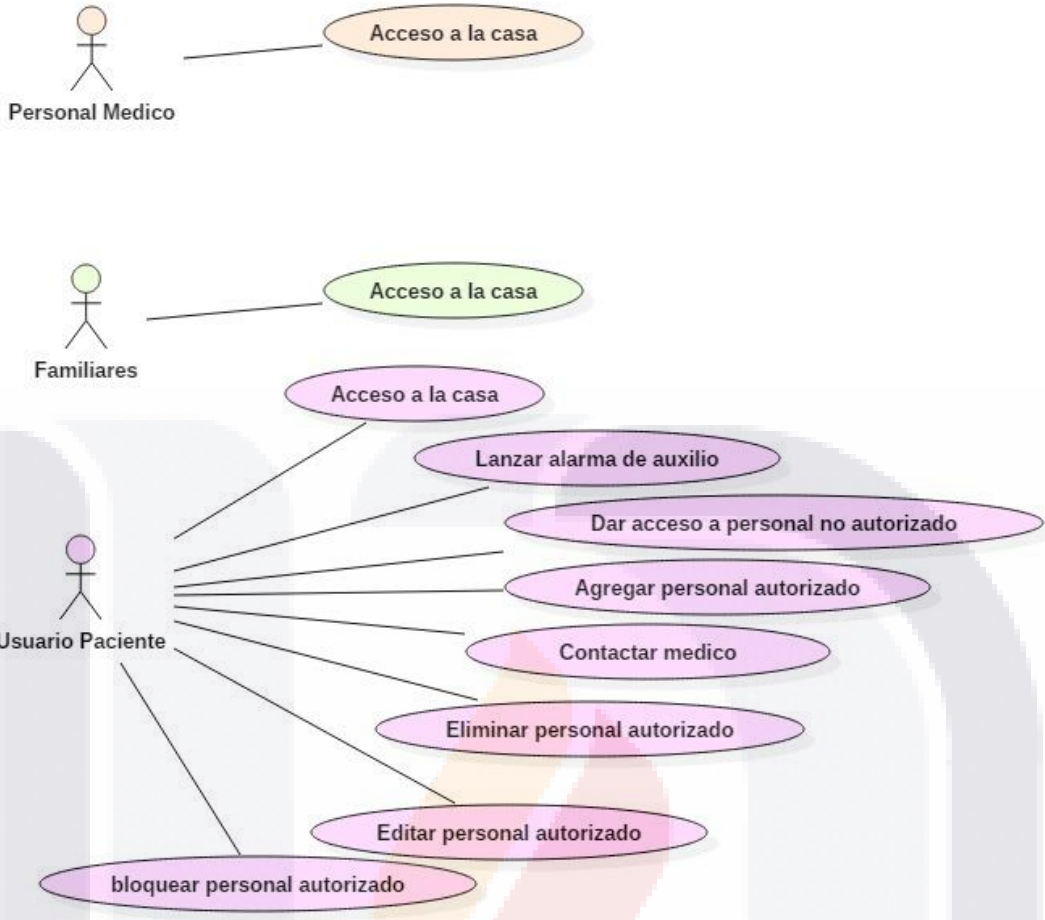 Acceso a la casa
Personal Medico
Acceso a la casa
Familiares
Acceso a la casa
Lanzar alarma de auxilio
Dar acceso a personal no autorizado
Agregar personal autorizado
Usuario Paciente
Contactar medico
Eliminar personal autorizado
Editar personal autorizado
bloquear personal autorizado